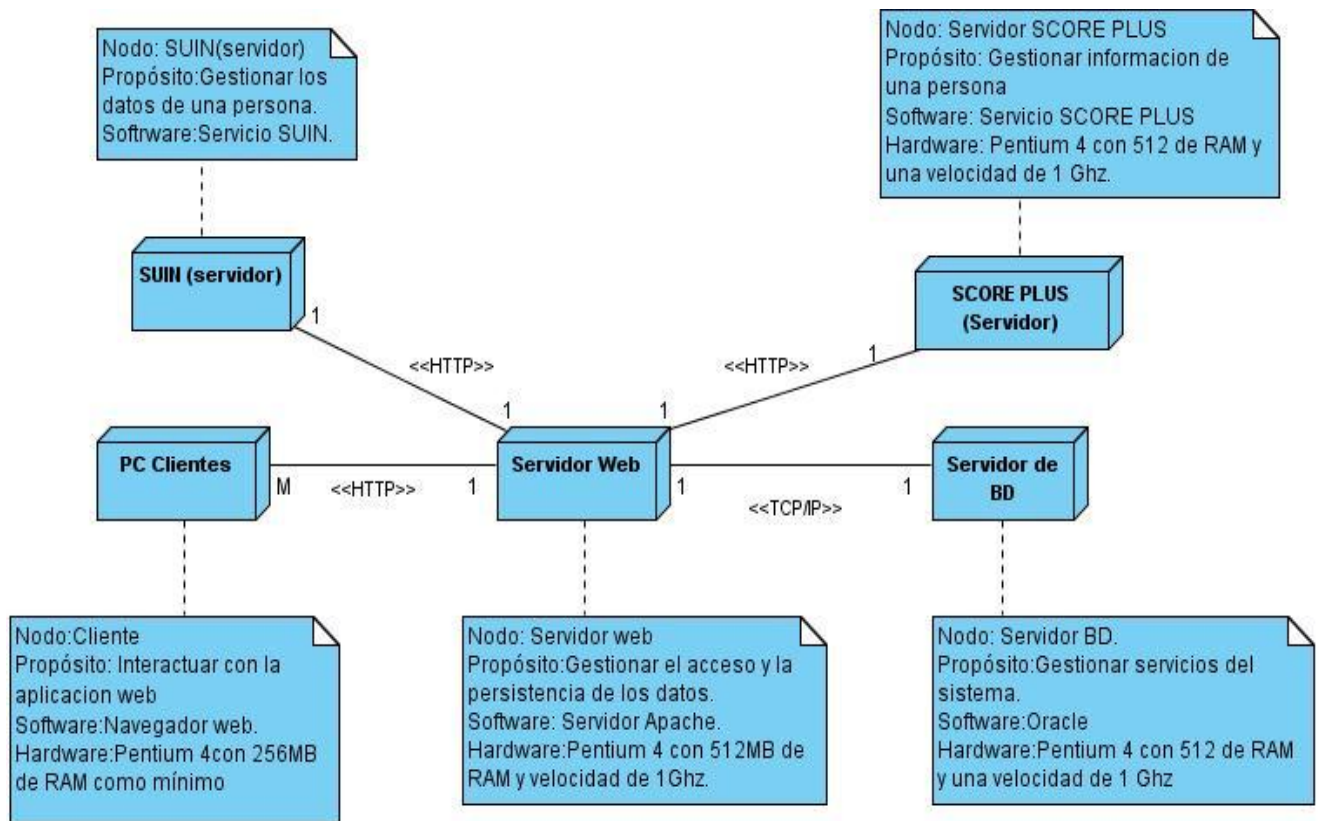 Nodo: SUIN(servidor)
Propósito:Gestionar los
datos de una persona.
Softrware:Servicio SUIN.
Nodo: Servidor SCORE PLUS
Propósito: Gestionar informacion de
una persona
Software: Servicio SCORE PLUS
Hardware: Pentium 4 con 512 de RAM y
una velocidad de 1 Ghz.
SUIN (servidor)
SCORE PLUS
(Servidor)
1
<<HTTP>>
1
1
<<HTTP>>
1
PC Clientes
M
<<HTTP>>
1
Servidor Web
1
<<TCP/IP>>
1
Servidor de
BD
Nodo:Cliente
Propósito: Interactuar con la
aplicacion web
Software:Navegador web.
Hardware:Pentium 4con 256MB
de RAM como mínimo
Nodo: Servidor web
Propósito:Gestionar el acceso y la
persistencia de los datos.
Software: Servidor Apache.
Hardware:Pentium 4 con 512MB de
RAM y velocidad de 1Ghz.
Nodo: Servidor BD.
Propósito:Gestionar servicios del
sistema.
Software:Oracle
Hardware:Pentium 4 con 512 de RAM
y una velocidad de 1 Ghz